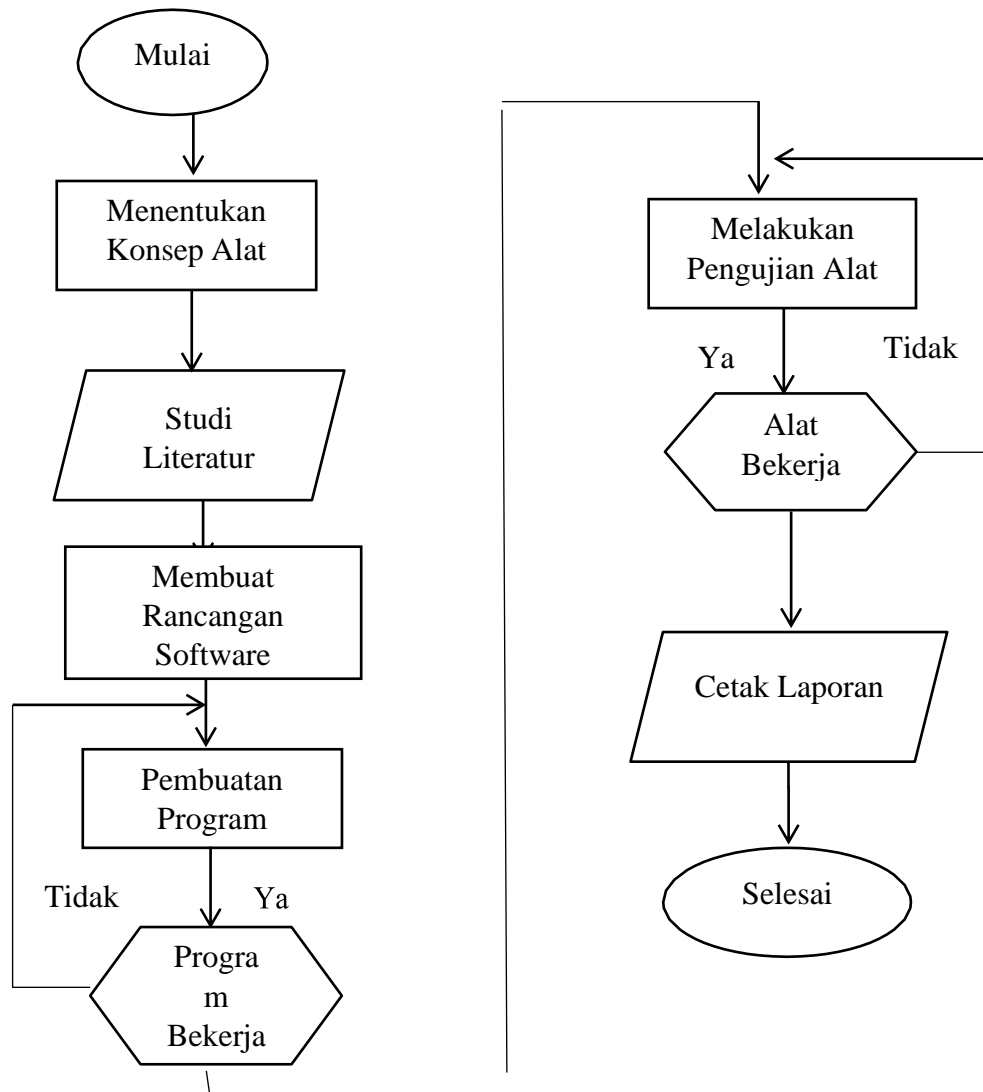 Mulai
Menentukan
Konsep Alat
Studi
Literatur
Membuat
Rancangan
Software
Pembuatan
Program
Tidak
Ya
Progra
m
Bekerja
Melakukan
Pengujian Alat
Ya
Tidak
Alat
Bekerja
Cetak Laporan
Selesai